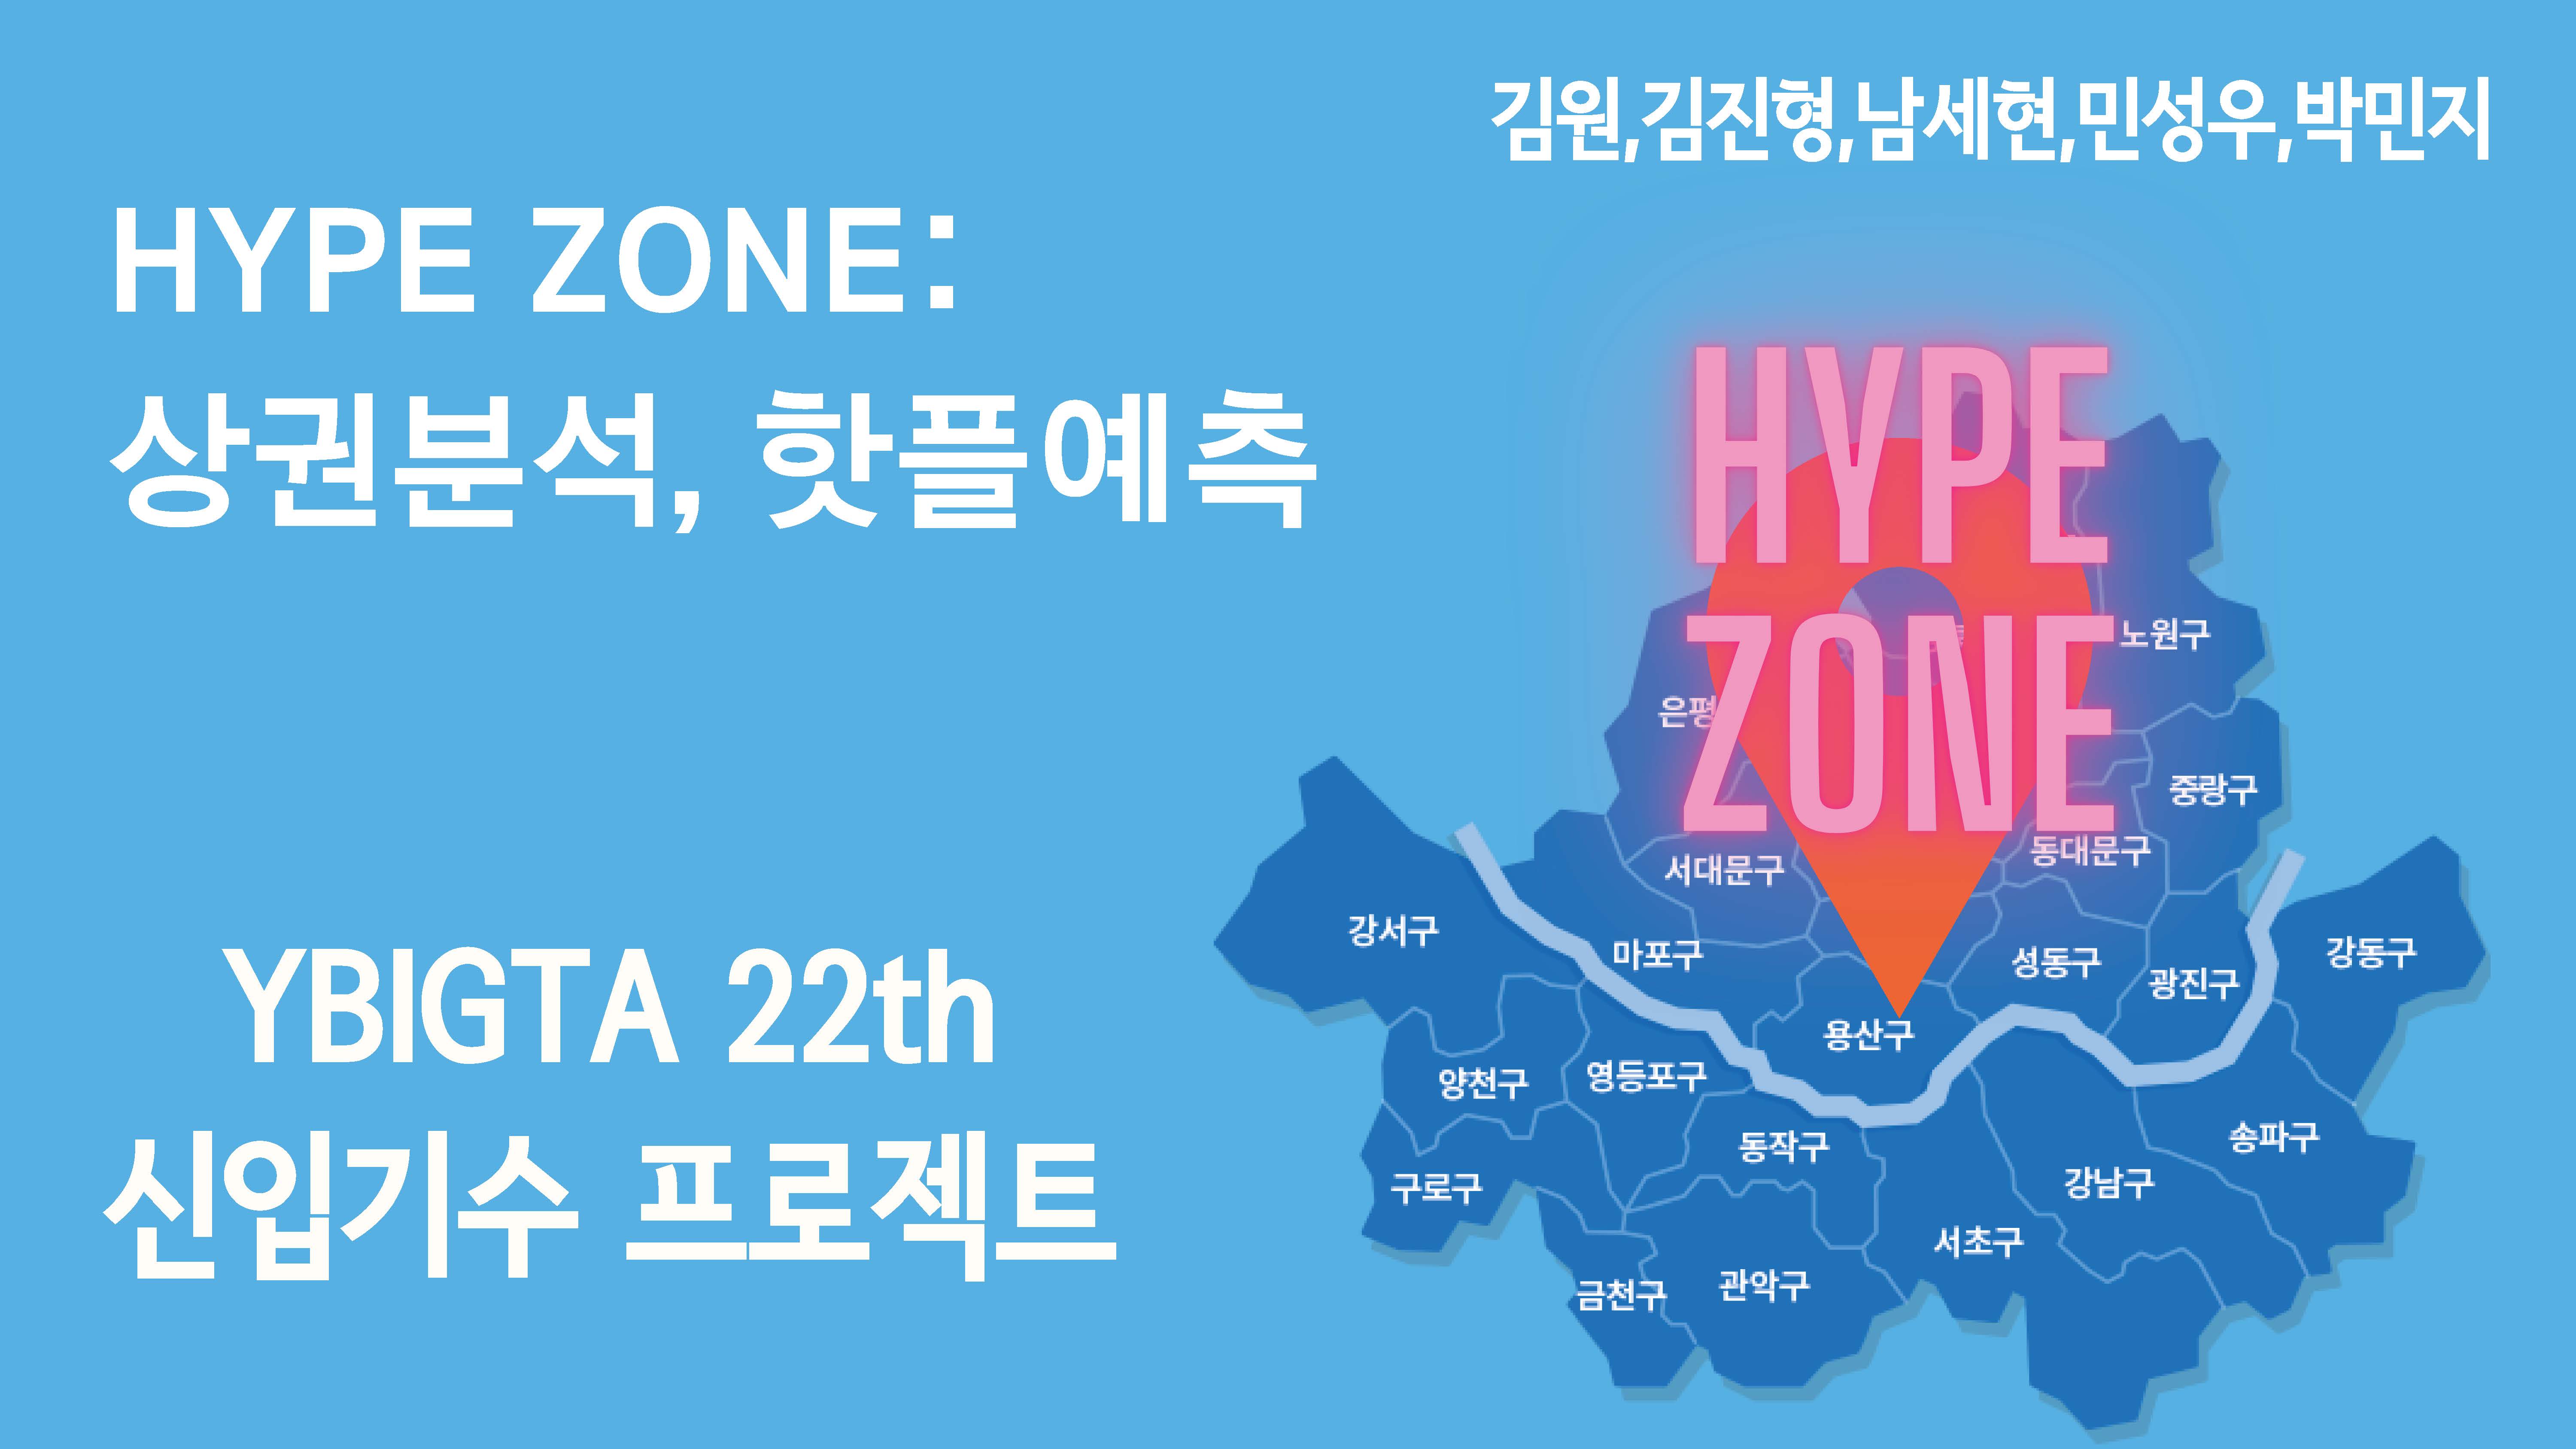 김원,김진형,남세현,민성우,박민지
HYPE ZONE:
상권분석, 핫플예측
YBIGTA 22th
신입기수 프로젝트
HYPE
ZONE
노원구
은평
중랑구
동대문구
서대문구
강서구
마포구
성동구
광진구
강동구
용산구
양천구
영등포구
동작구
송파구
구로구
강남구
서초구
금천구
관악구